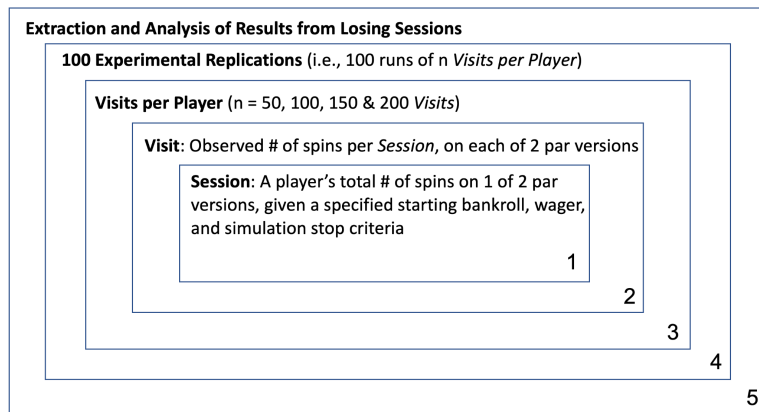 Extraction and Analysis of Results from Losing Sessions
100 Experimental Replications (i.e., 100 runs of n Visits per Player)
Visits per Player (n = 50, 100, 150 & 200 Visits)
Visit: Observed # of spins per Session, on each of 2 par versions
Session: A player’s total # of spins on 1 of 2 par
versions, given a specified starting bankroll, wager,
and simulation stop criteria
1
2
3
4
5